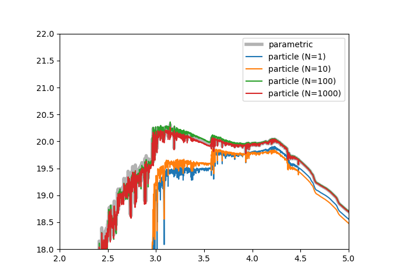 22.0
21.5
21.0
20.5
20.0
19.5
19.0
18.5
18.0
2.0 2.5 3.0 3.5 4.0 4.5 5.0
parametric
particle (N=1)
particle (N=10)
particle (N=100)
particle (N=1000)